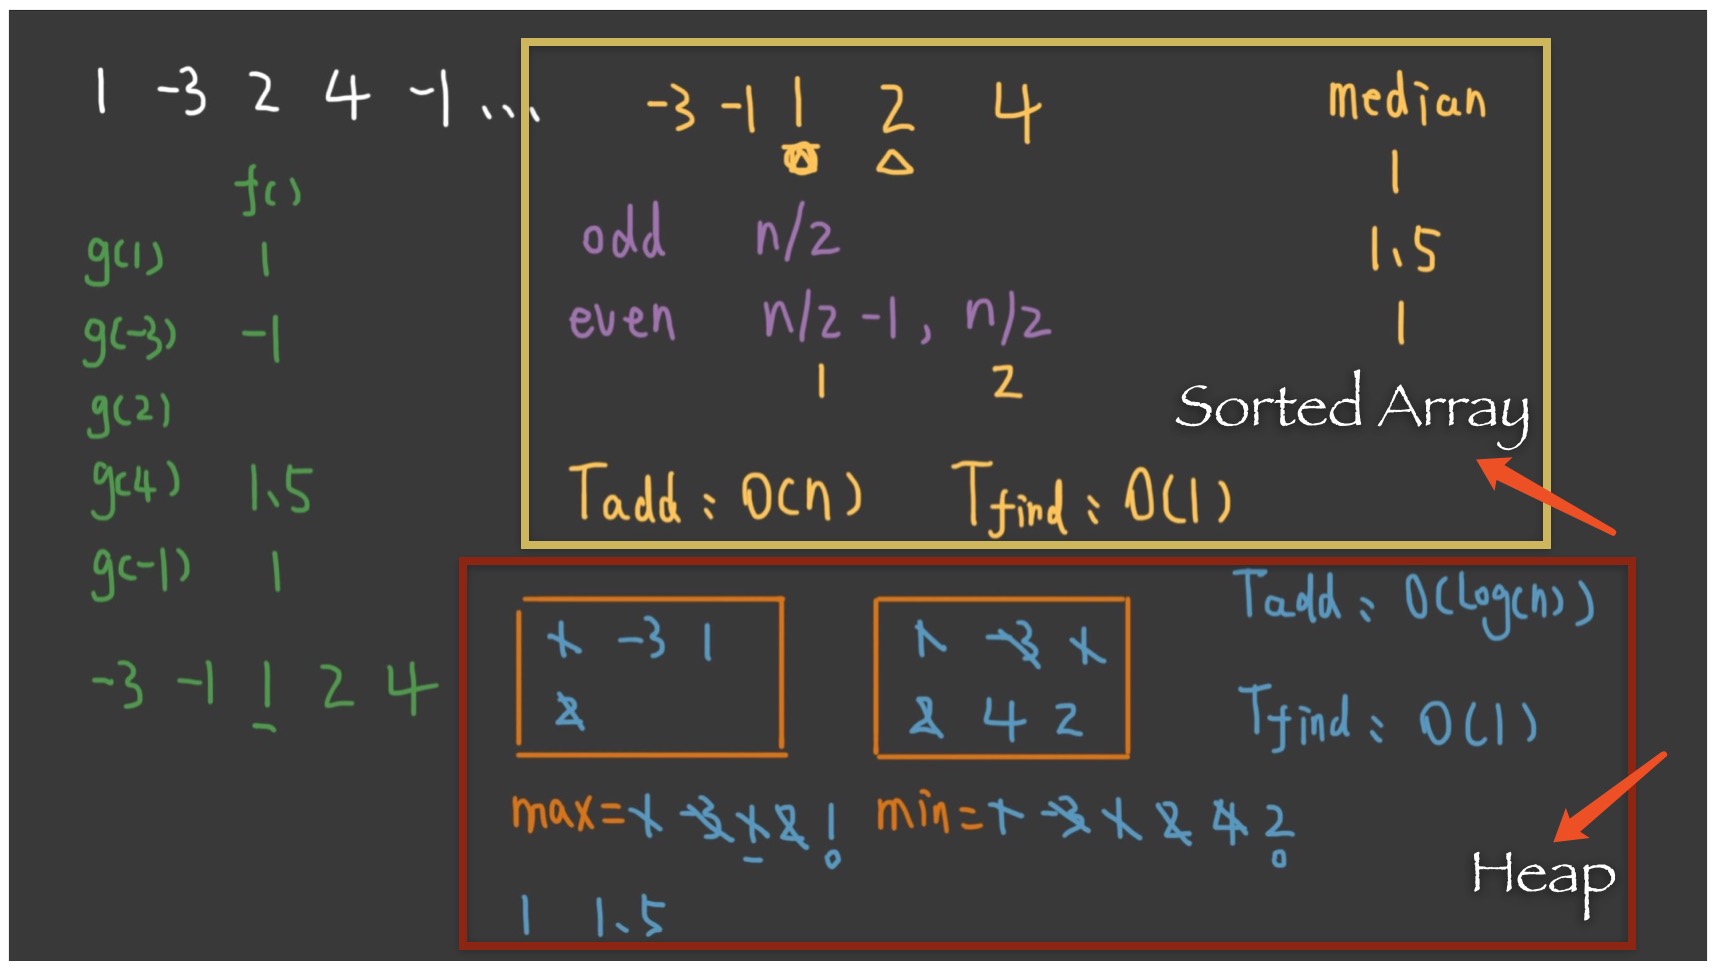 1 -3 2 4 -1 ...
f()
g(1) 1
g(-3) -1
g(2)
g(4) 1.5
g(-1) 1
-3 -1 1 2 4
-3 -1 1 2 4
odd n/2
even n/2 -1, n/2
1 2
Tadd: O(n) Tfind: O(1)
median
1
1.5
1
Sorted Array
1 -3 1
2
1 -3 1
2 4 2
max= 1 -3 1 2 1
min= 1 -3 1 2 4 2
1 1.5
Tadd: O(log(n))
Tfind: O(1)
Heap